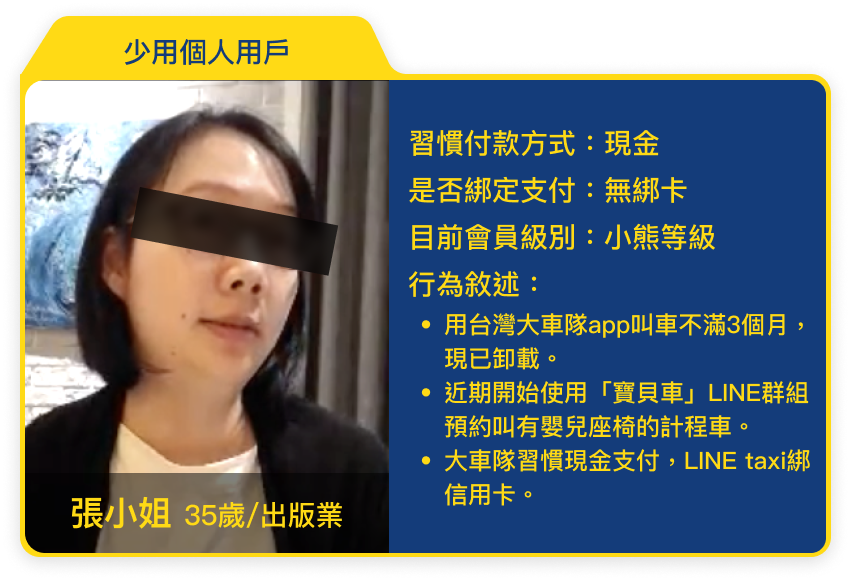 少用個人用戶
習慣付款方式：現金
是否綁定支付：無綁卡
目前會員級別：小熊等級
行為敘述：
• 用台灣大車隊app叫車不滿3個月，
現已卸載。
• 近期開始使用「寶貝車」LINE群組
預約叫有嬰兒座椅的計程車。
• 大車隊習慣現金支付，LINE taxi綁
信用卡。
張小姐 35歲/出版業